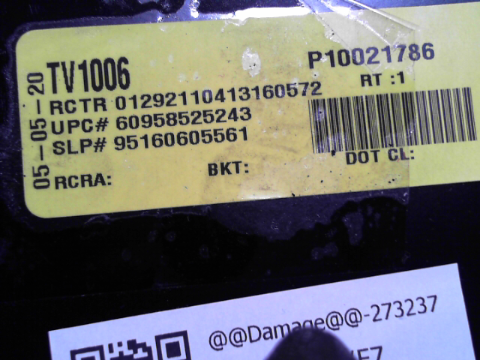 05-05-20
TV1006
P10021786
RT :1
RCTR 01292110413160572
UPC# 60958525243
SLP# 95160605561
RCRA:
BKT:
DOT CL:
@@Damage@@-273237